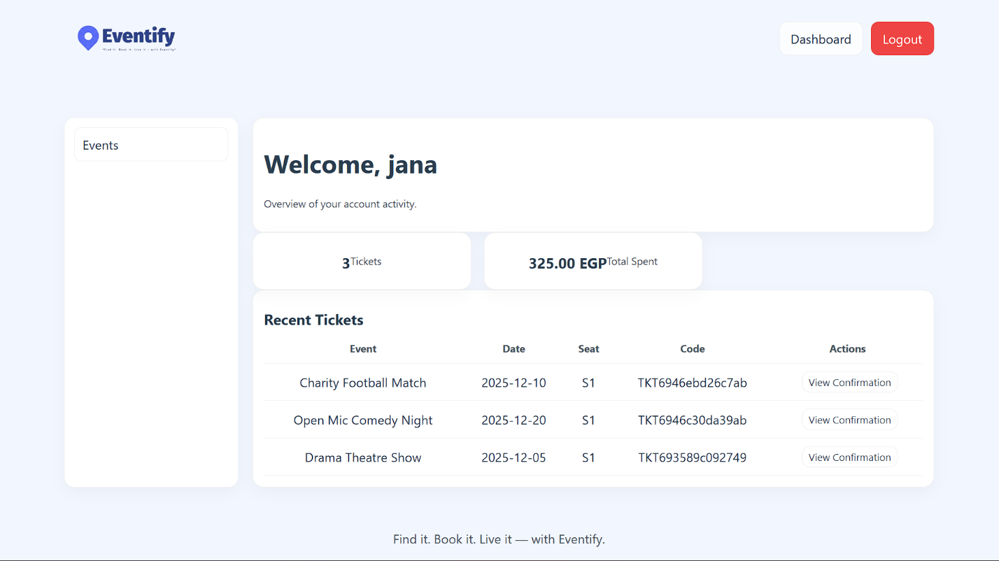 Eventify
"Find it. Book it. Live it — with Eventify"
Dashboard
Logout
Events
Welcome, jana
Overview of your account activity.
3Tickets
325.00 EGPTotal Spent
Recent Tickets
Event Date Seat Code Actions
Charity Football Match 2025-12-10 S1 TKT6946ebd26c7ab View Confirmation
Open Mic Comedy Night 2025-12-20 S1 TKT6946c30da39ab View Confirmation
Drama Theatre Show 2025-12-05 S1 TKT693589c092749 View Confirmation
Find it. Book it. Live it — with Eventify.